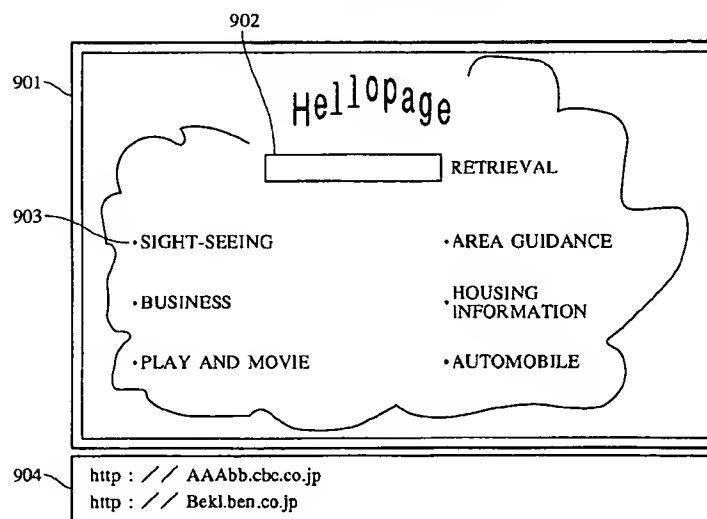 902
901
Hellopage
RETRIEVAL
903
·SIGHT-SEEING
·AREA GUIDANCE
·BUSINESS
·HOUSING
INFORMATION
·PLAY AND MOVIE
·AUTOMOBILE
904
http : // AAAbb.cbc.co.jp
http : // Bekl.ben.co.jp